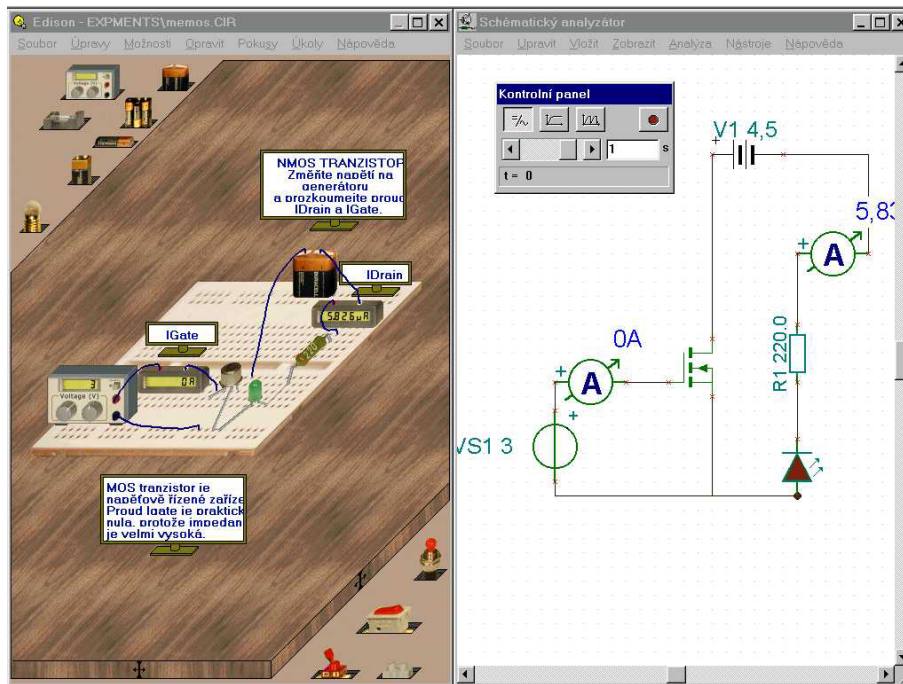 Edison - EXPMENTS\memos.CIR
Soubor Úpravy Možnosti Opravit Pokusy Úkoly Nápověda
Voltage (V)
NMOS TRANZISTOR
Změňte napětí na
generátoru
a prozkoumejte proud
IDrain a IGate.
IDrain
5.826µA
220
IGate
3
0A
Voltage (V)
MOS tranzistor je
napěťově řízené zaříze
Proud Igate je praktick
nula, protože impedan
je velmi vysoká.
Schématický analyzátor
Soubor Upravit Vložit Zobrazit Analýza Nástroje Nápověda
Kontrolní panel
1 s
t = 0
V1 4,5
+
5,83
+
A
R1 220.0
0A
+
A
+
VS1 3